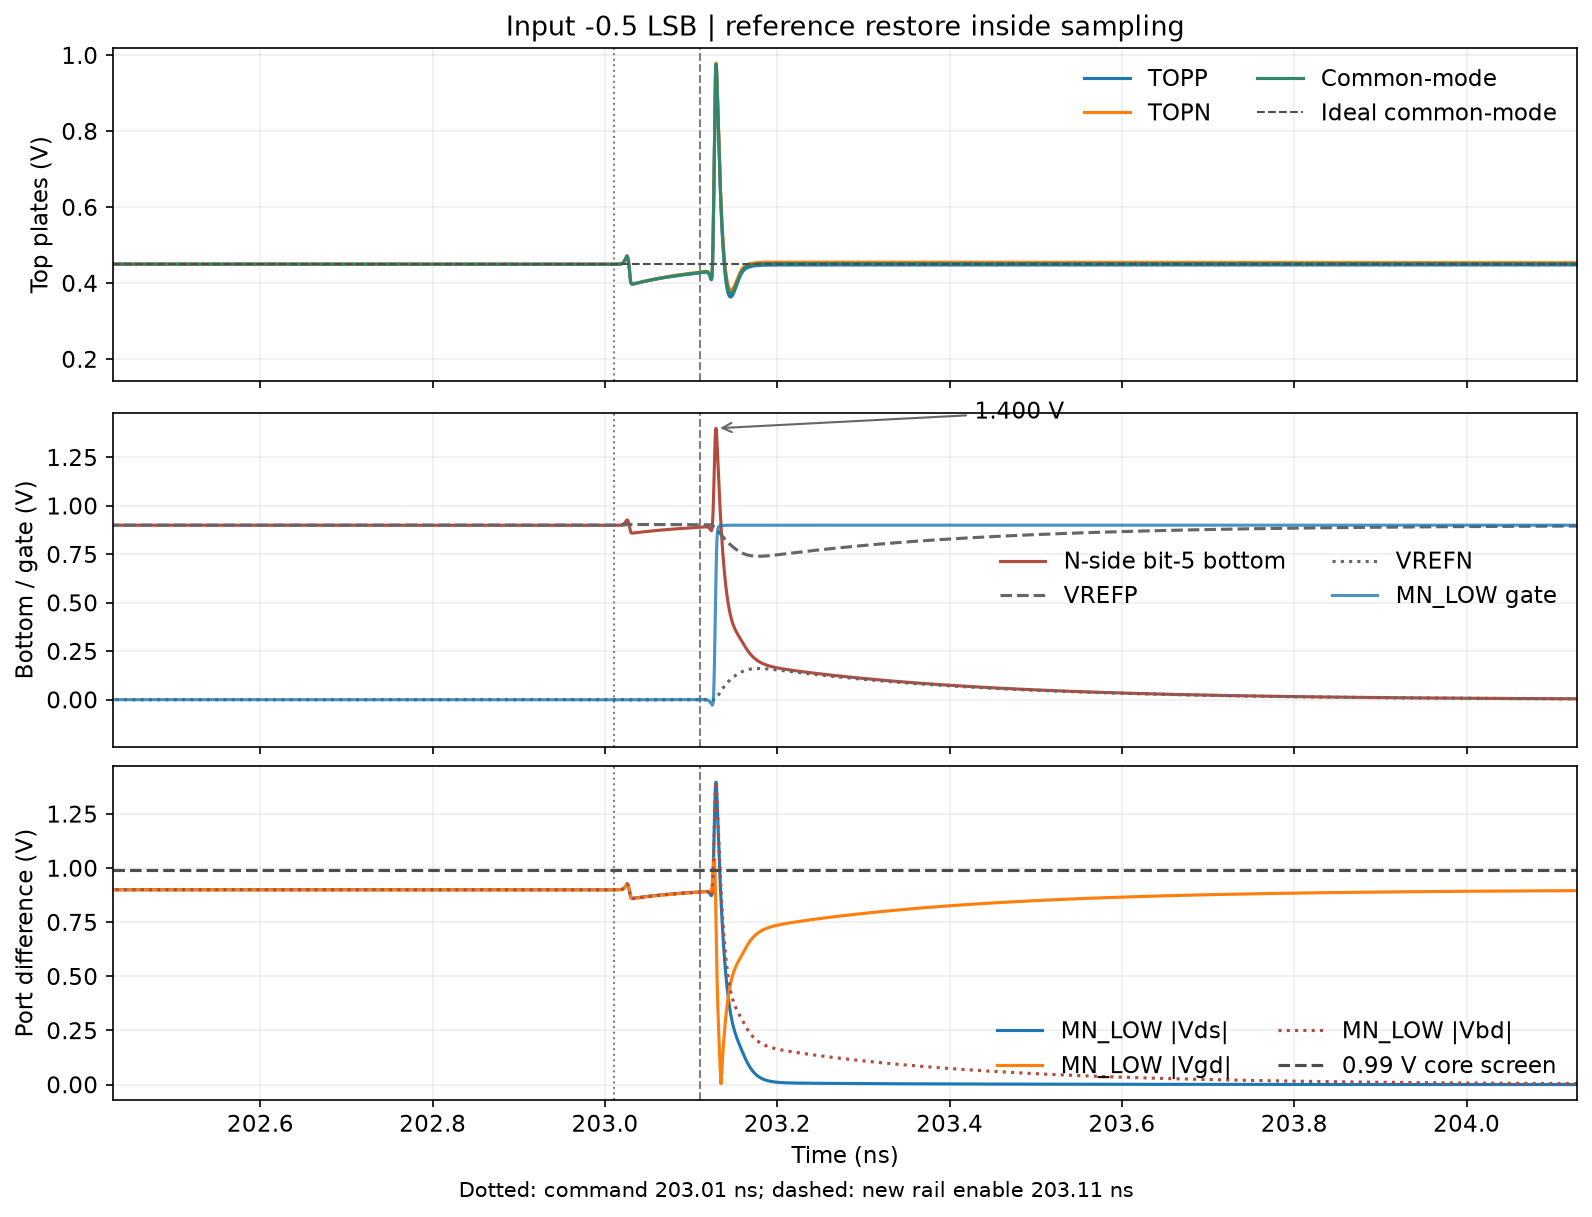 Input -0.5 LSB | reference restore inside sampling
Top plates (V)
1.0
0.8
0.6
0.4
0.2
TOPP
TOPN
Common-mode
Ideal common-mode
Bottom / gate (V)
1.25
1.00
0.75
0.50
0.25
0.00
1.400 V
N-side bit-5 bottom
VREFP
VREFN
MN_LOW gate
Port difference (V)
1.25
1.00
0.75
0.50
0.25
0.00
MN_LOW |Vds|
MN_LOW |Vgd|
MN_LOW |Vbd|
0.99 V core screen
202.6 202.8 203.0 203.2 203.4 203.6 203.8 204.0
Time (ns)
Dotted: command 203.01 ns; dashed: new rail enable 203.11 ns